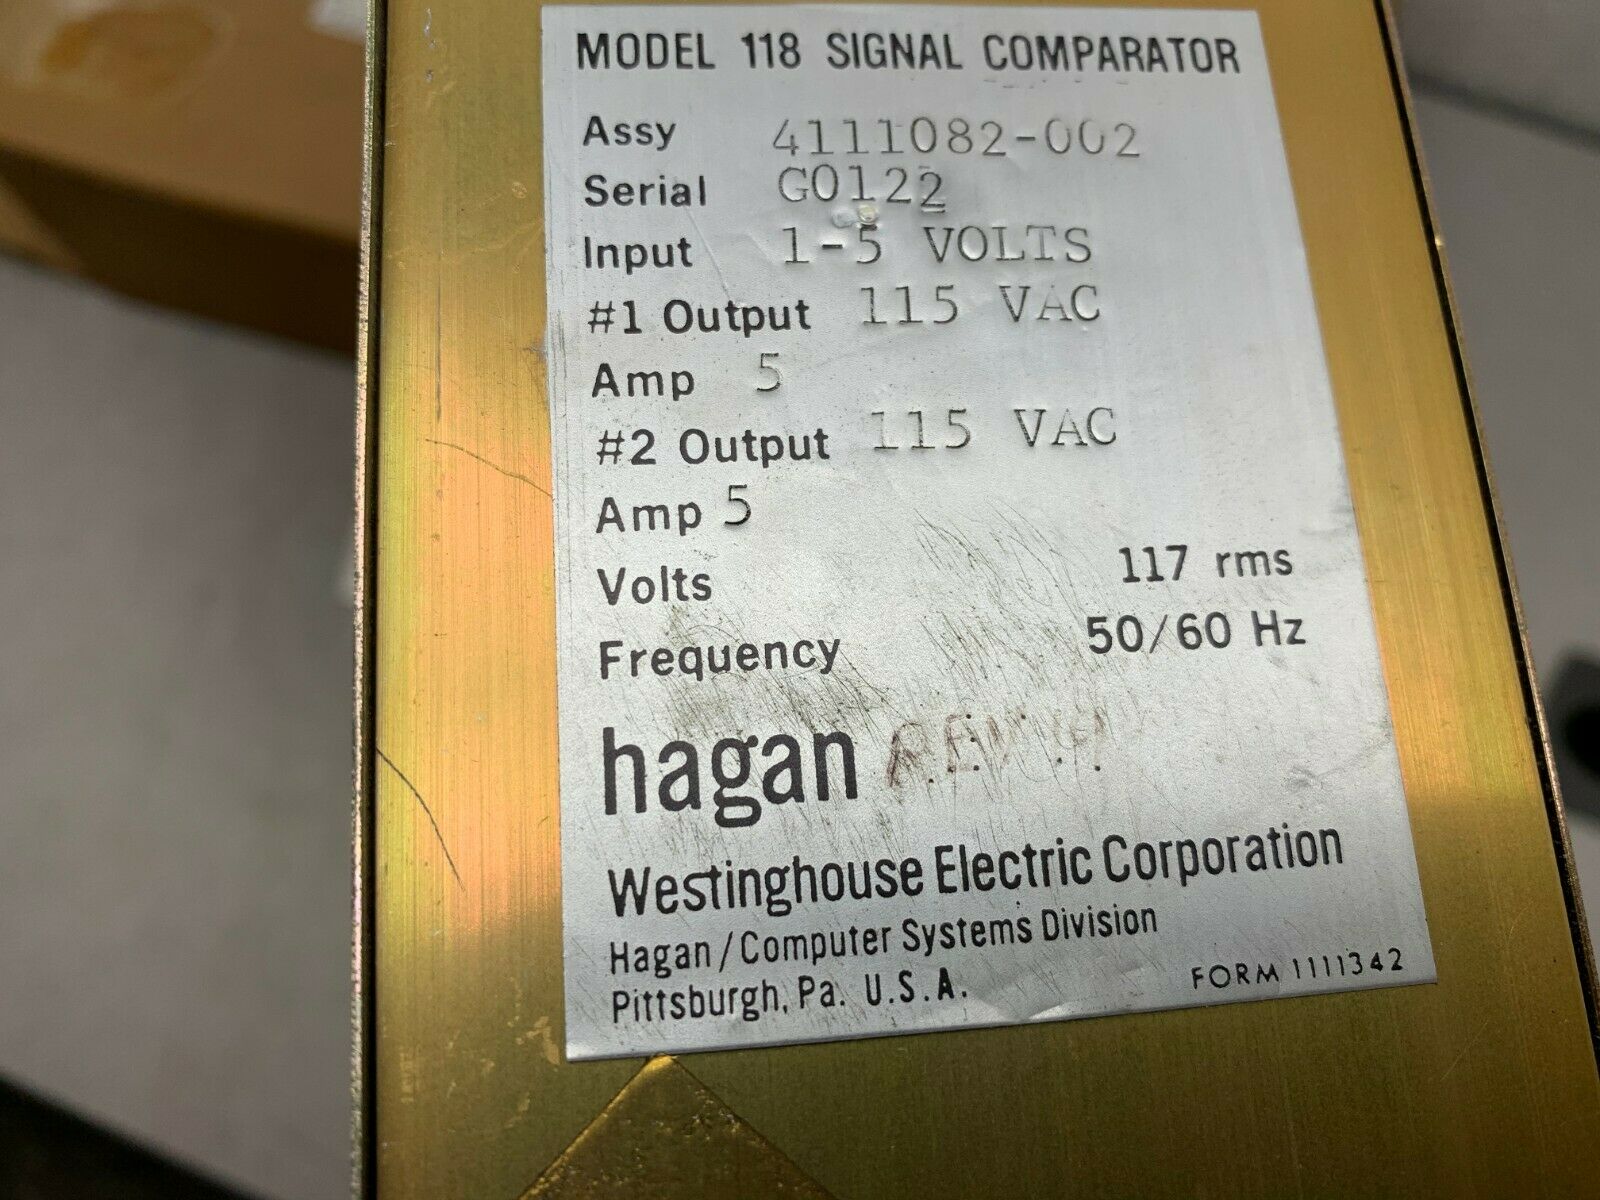 MODEL 118 SIGNAL COMPARATOR
Assy 4111082-002
Serial G0122
Input 1-5 VOLTS
#1 Output 115 VAC
Amp 5
#2 Output 115 VAC
Amp 5
Volts 117 rms
Frequency 50/60 Hz
hagan REV
Westinghouse Electric Corporation
Hagan/Computer Systems Division
Pittsburgh, Pa. U.S.A.
FORM 1111342